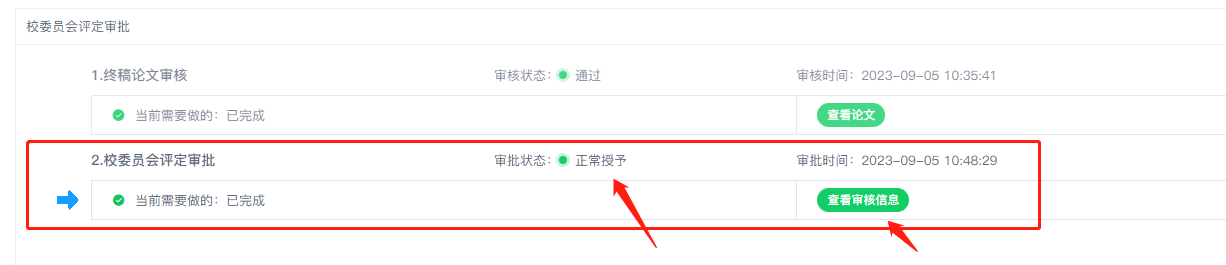 校委员会评定审批
1.终稿论文审核 审核状态： 通过 审核时间：2023-09-05 10:35:41
当前需要做的：已完成 查看论文
2.校委员会评定审批 审批状态： 正常授予 审批时间：2023-09-05 10:48:29
当前需要做的：已完成 查看审核信息